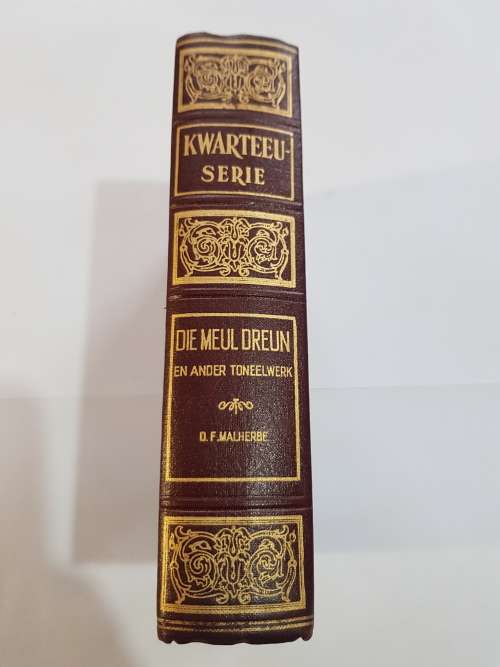 KWARTEEU-
SERIE
DIE MEUL DREUN
EN ANDER TONEELWERK
D. F. MALHERBE